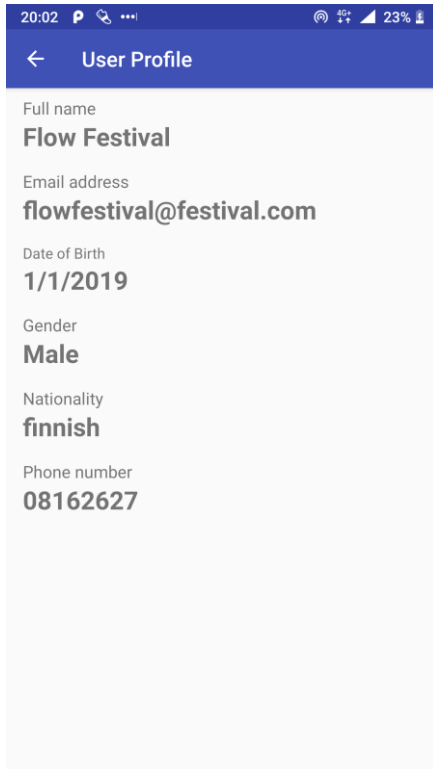 20:02 4G+ 23%
User Profile
Full name
Flow Festival
Email address
flowfestival@festival.com
Date of Birth
1/1/2019
Gender
Male
Nationality
finnish
Phone number
08162627